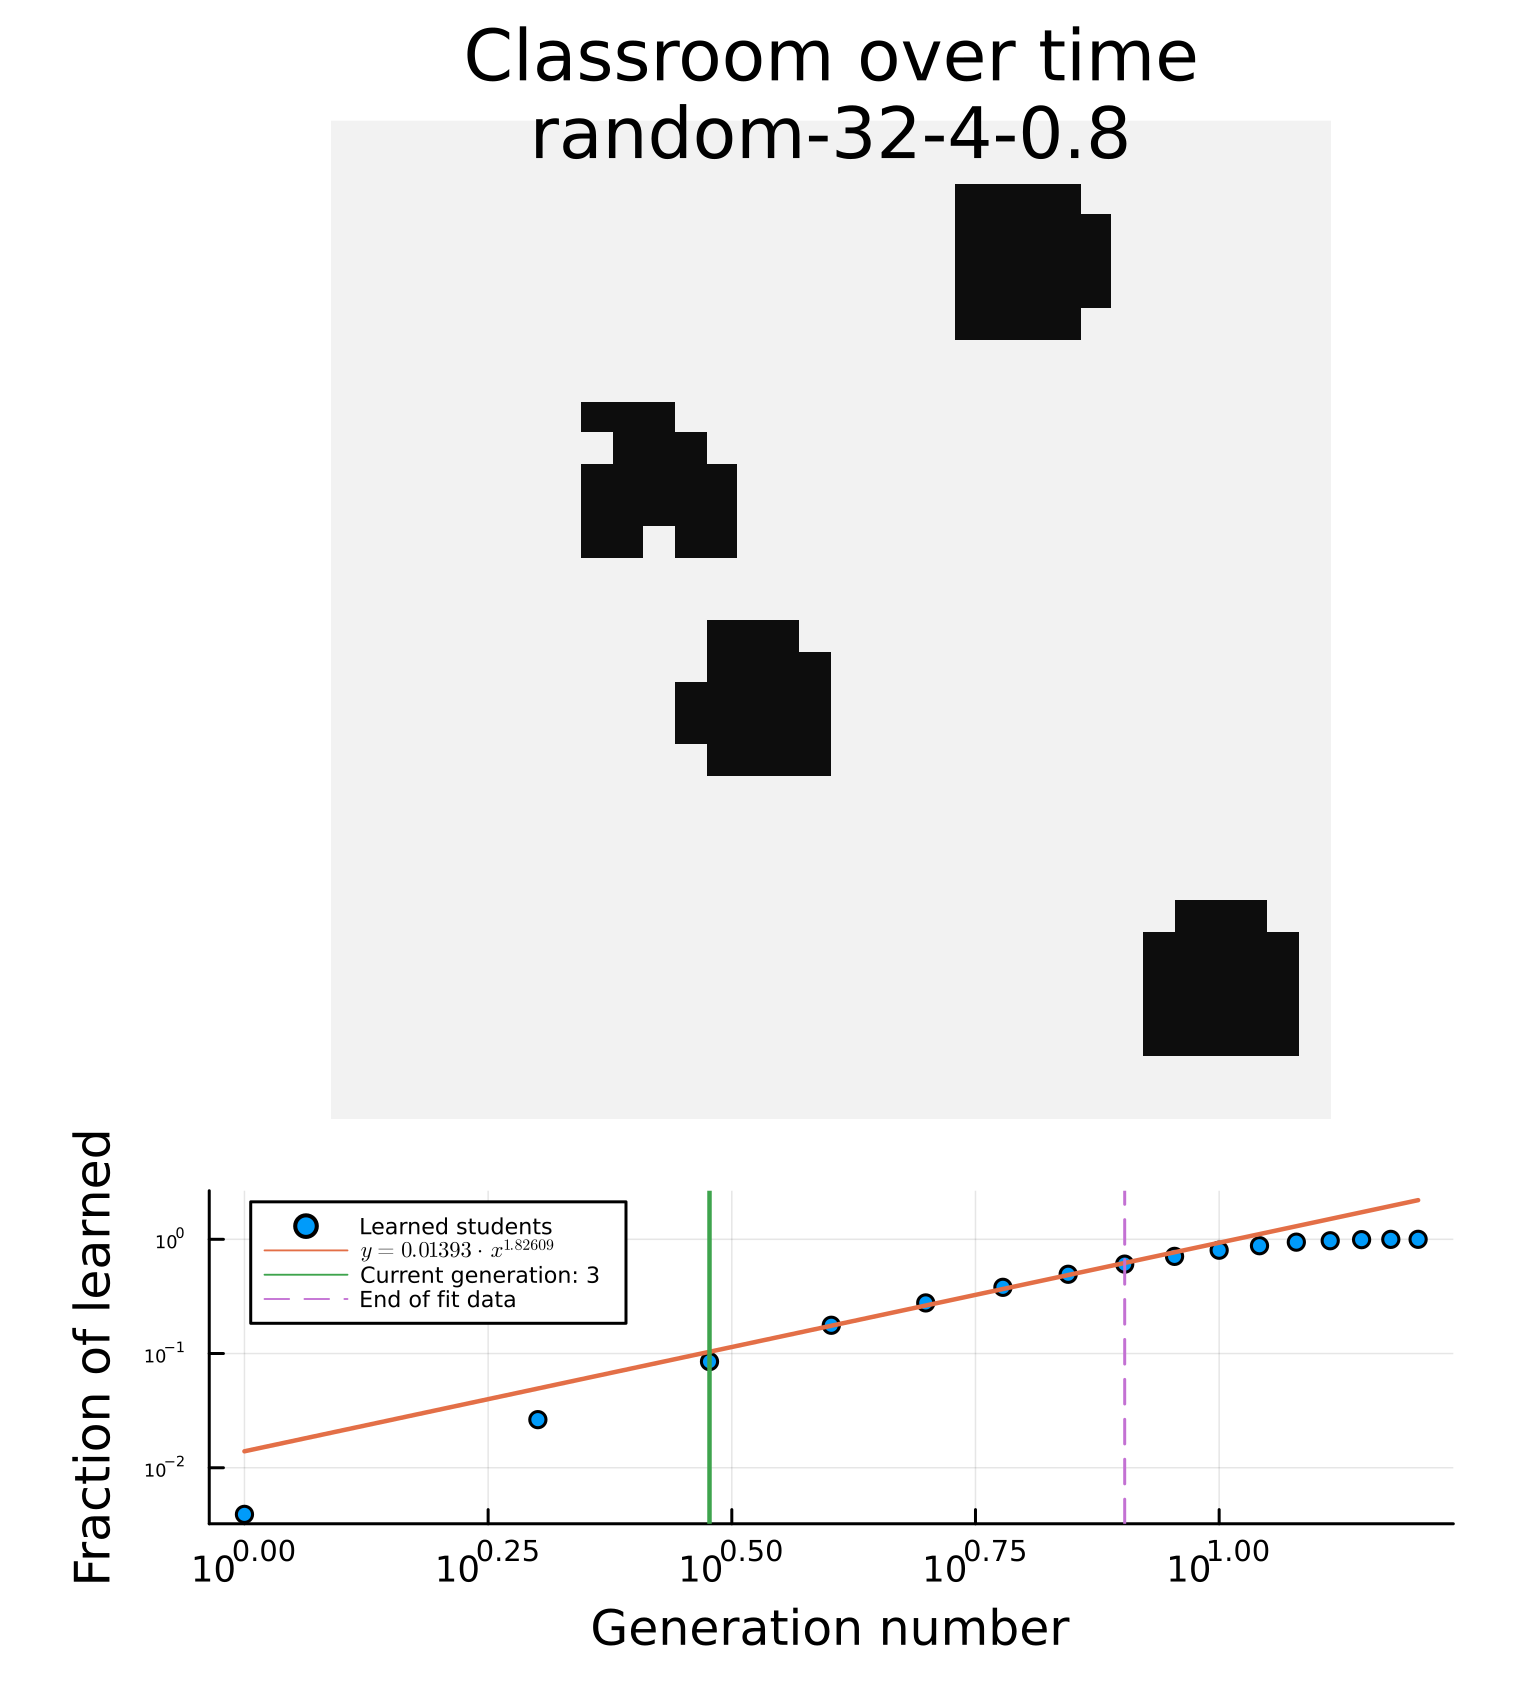 Classroom over time
random-32-4-0.8
Fraction of learned
10⁰
10⁻¹
10⁻²
Learned students
y = 0.01393 · x^1.82609
Current generation: 3
End of fit data
10^0.00 10^0.25 10^0.50 10^0.75 10^1.00
Generation number